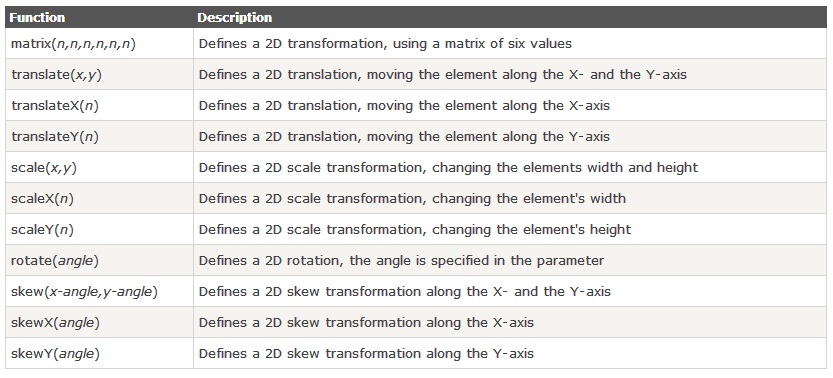 Function Description
matrix(n,n,n,n,n,n) Defines a 2D transformation, using a matrix of six values
translate(x,y) Defines a 2D translation, moving the element along the X- and the Y-axis
translateX(n) Defines a 2D translation, moving the element along the X-axis
translateY(n) Defines a 2D translation, moving the element along the Y-axis
scale(x,y) Defines a 2D scale transformation, changing the elements width and height
scaleX(n) Defines a 2D scale transformation, changing the element's width
scaleY(n) Defines a 2D scale transformation, changing the element's height
rotate(angle) Defines a 2D rotation, the angle is specified in the parameter
skew(x-angle,y-angle) Defines a 2D skew transformation along the X- and the Y-axis
skewX(angle) Defines a 2D skew transformation along the X-axis
skewY(angle) Defines a 2D skew transformation along the Y-axis